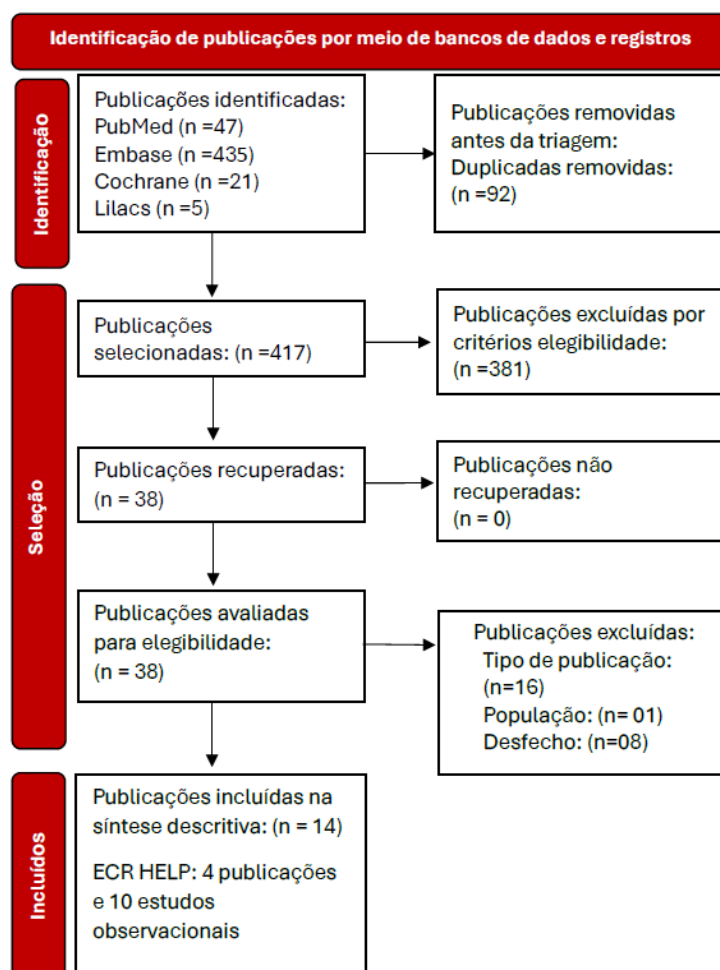 Identificação de publicações por meio de bancos de dados e registros
Identificação
Publicações identificadas:
PubMed (n =47)
Embase (n =435)
Cochrane (n =21)
Lilacs (n =5)
Publicações removidas
antes da triagem:
Duplicadas removidas:
(n =92)
Seleção
Publicações
selecionadas: (n =417)
Publicações excluídas por
critérios elegibilidade:
(n =381)
Publicações recuperadas:
(n = 38)
Publicações não
recuperadas:
(n = 0)
Publicações avaliadas
para elegibilidade:
(n = 38)
Publicações excluídas:
Tipo de publicação:
(n=16)
População: (n= 01)
Desfecho: (n=08)
Incluídos
Publicações incluídas na
síntese descritiva: (n = 14)
ECR HELP: 4 publicações
e 10 estudos
observacionais